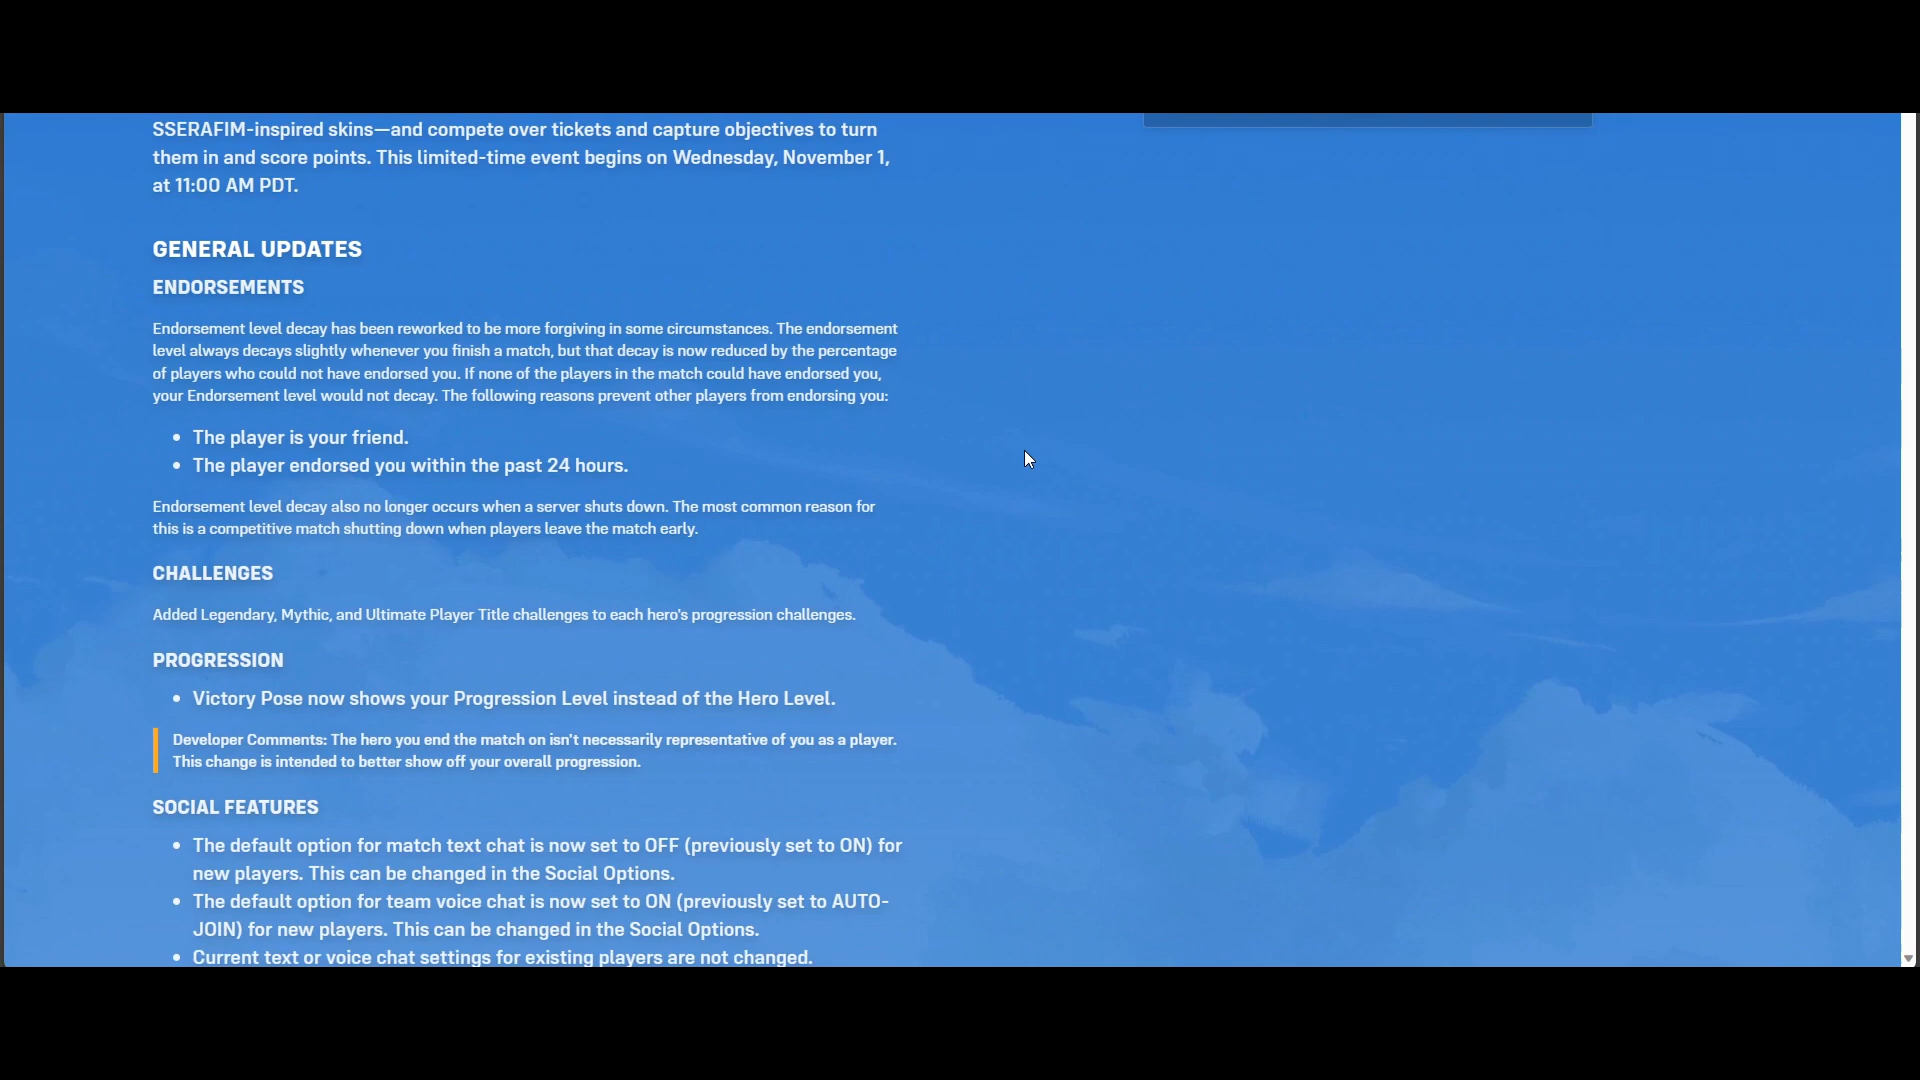 SSERAFIM-inspired skins—and compete over tickets and capture objectives to turn
them in and score points. This limited-time event begins on Wednesday, November 1,
at 11:00 AM PDT.
GENERAL UPDATES
ENDORSEMENTS
Endorsement level decay has been reworked to be more forgiving in some circumstances. The endorsement
level always decays slightly whenever you finish a match, but that decay is now reduced by the percentage
of players who could not have endorsed you. If none of the players in the match could have endorsed you,
your Endorsement level would not decay. The following reasons prevent other players from endorsing you:
• The player is your friend.
• The player endorsed you within the past 24 hours.
Endorsement level decay also no longer occurs when a server shuts down. The most common reason for
this is a competitive match shutting down when players leave the match early.
CHALLENGES
Added Legendary, Mythic, and Ultimate Player Title challenges to each hero's progression challenges.
PROGRESSION
• Victory Pose now shows your Progression Level instead of the Hero Level.
Developer Comments: The hero you end the match on isn't necessarily representative of you as a player.
This change is intended to better show off your overall progression.
SOCIAL FEATURES
• The default option for match text chat is now set to OFF (previously set to ON) for
new players. This can be changed in the Social Options.
• The default option for team voice chat is now set to ON (previously set to AUTO-
JOIN) for new players. This can be changed in the Social Options.
• Current text or voice chat settings for existing players are not changed.